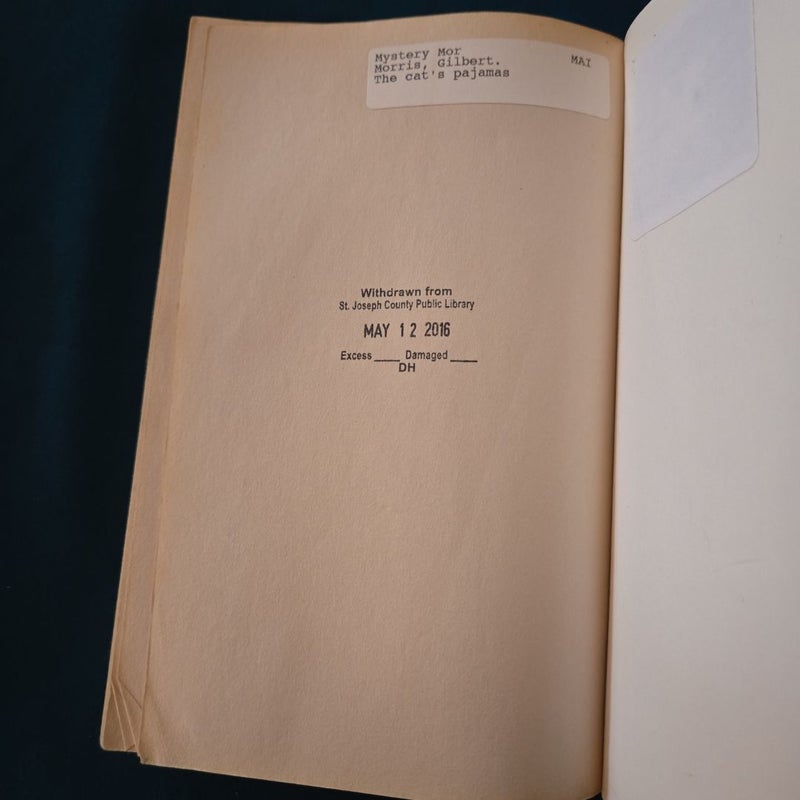 Mystery Mor MAI
Morris, Gilbert.
The cat's pajamas
Withdrawn from
St. Joseph County Public Library
MAY 12 2016
Excess ____ Damaged ____
DH